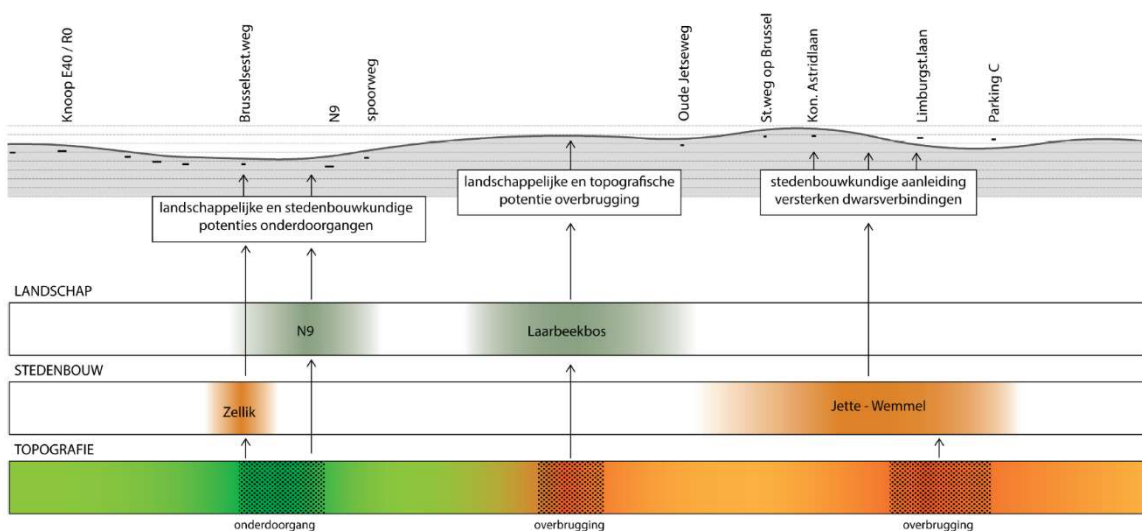 Knoop E40 / R0
Brusselsest.weg
N9
spoorweg
Oude Jetseweg
St.weg op Brussel
Kon. Astridlaan
Limburgst.laan
Parking C
landschappelijke en stedenbouwkundige
potenties onderdoorgangen
landschappelijke en topografische
potentie overbrugging
stedenbouwkundige aanleiding
versterken dwarsverbindingen
LANDSCHAP
N9
Laarbeekbos
STEDENBOUW
Zellik
Jette - Wemmel
TOPOGRAFIE
onderdoorgang
overbrugging
overbrugging